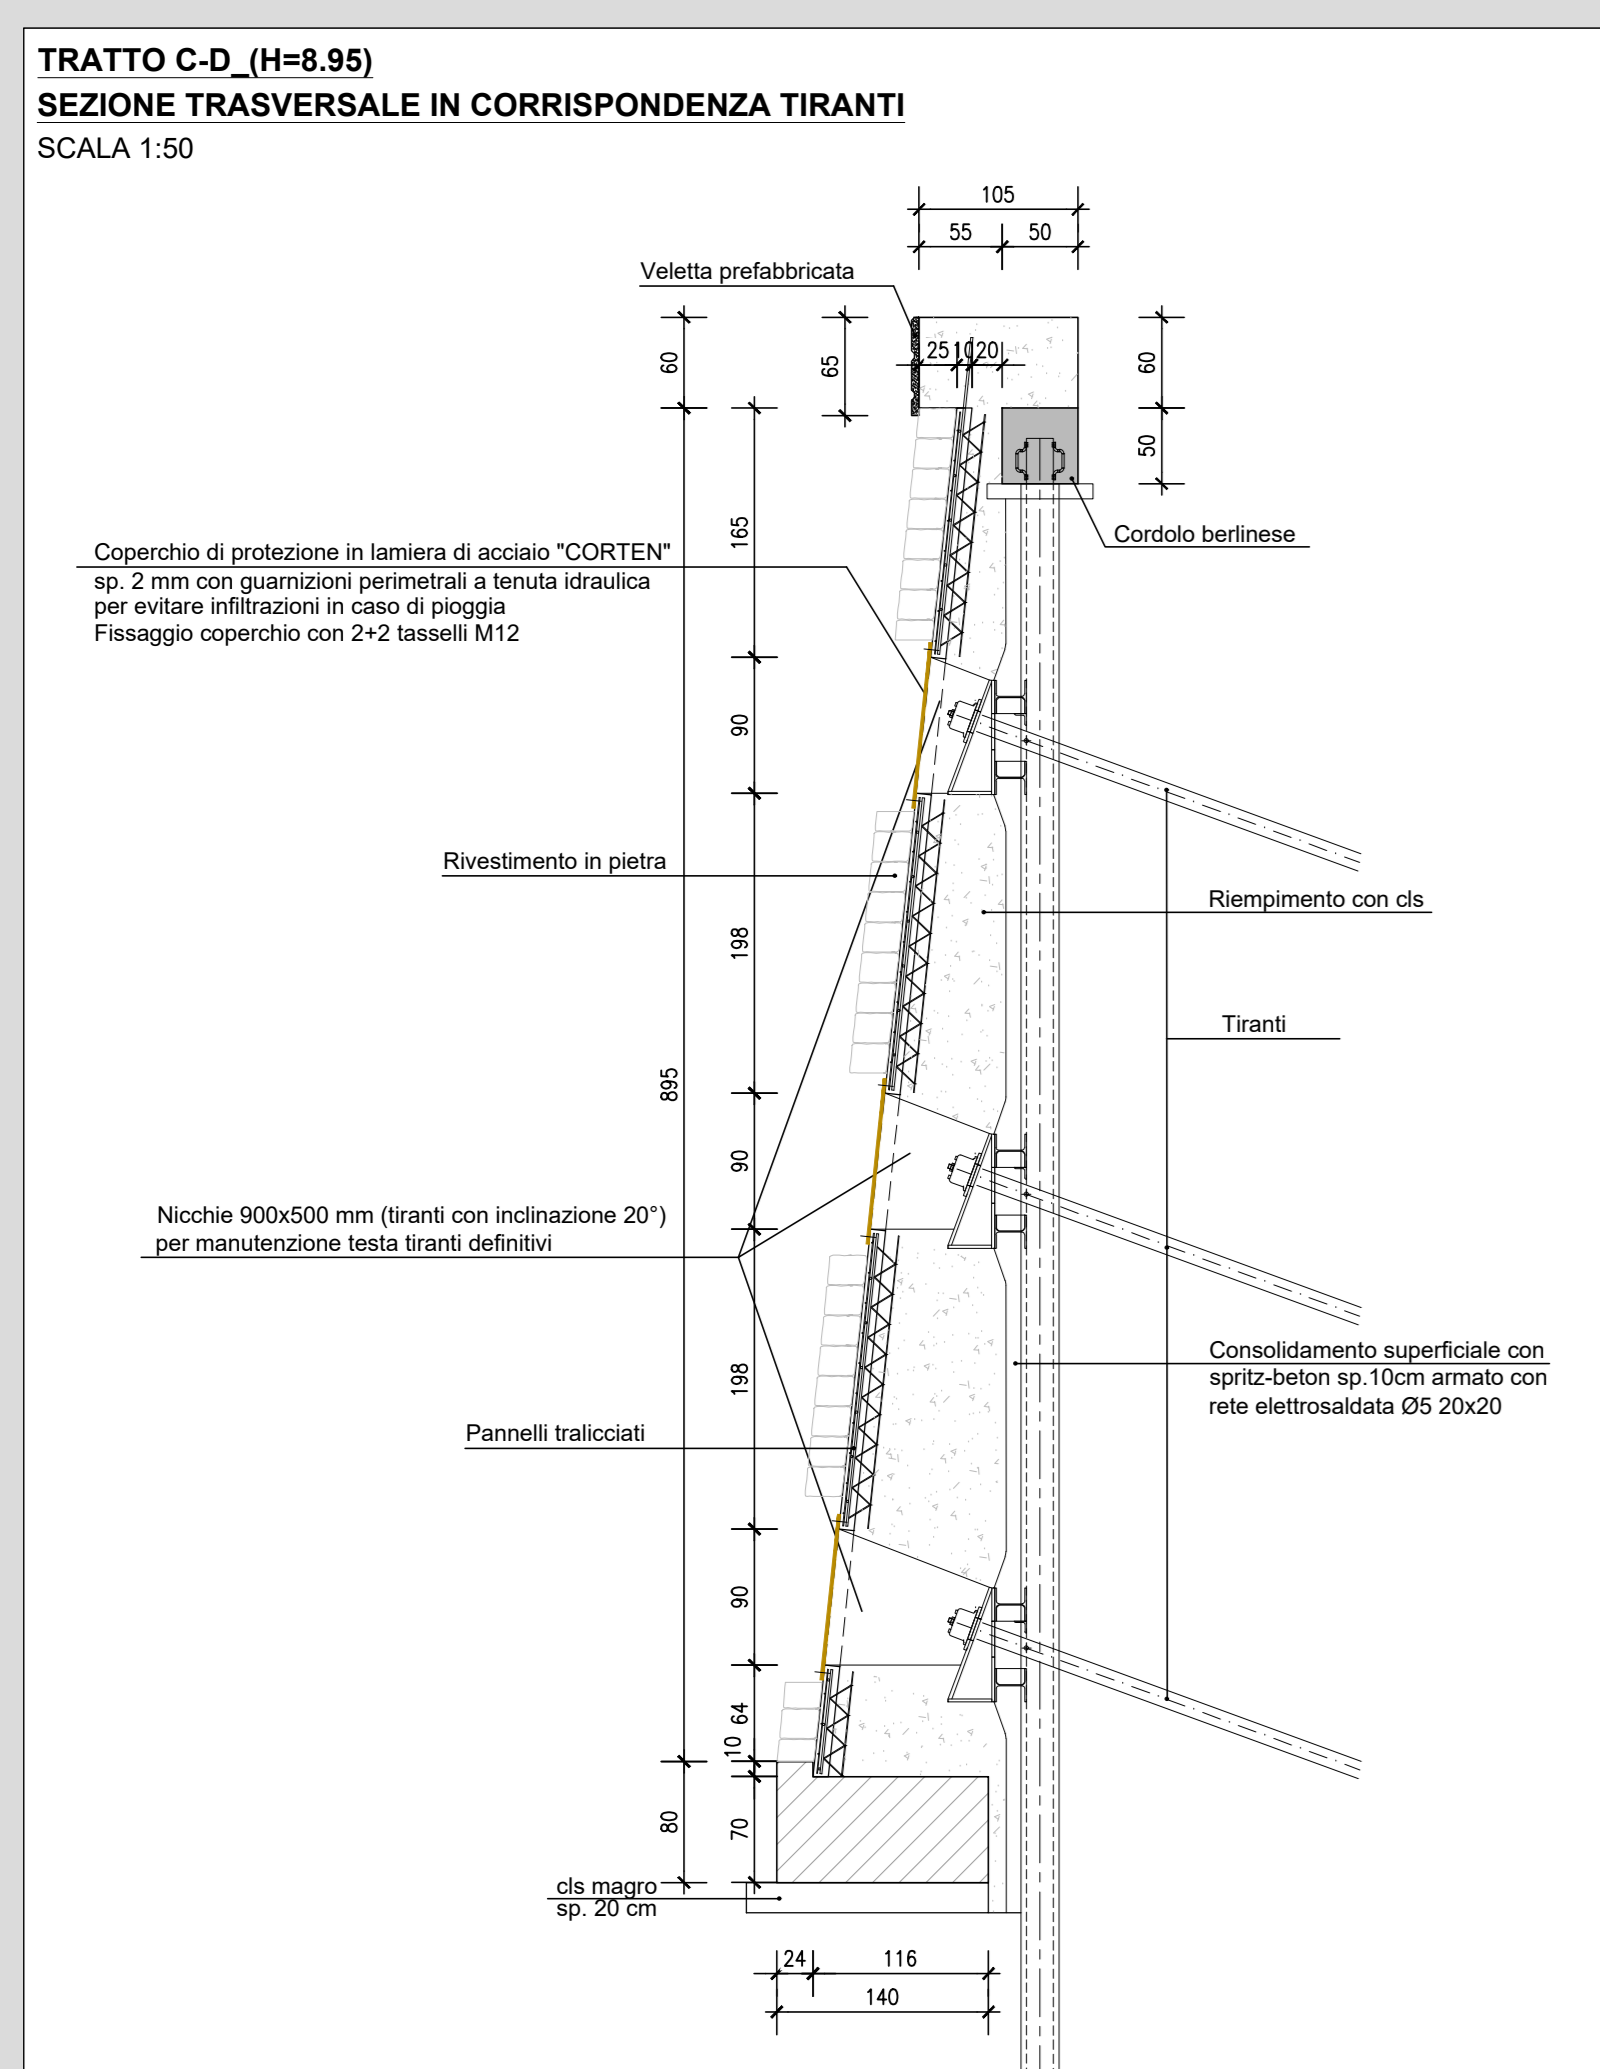 TRATTO C-D_(H=8.95)
SEZIONE TRASVERSALE IN CORRISPONDENZA TIRANTI
SCALA 1:50
105
55
50
Veletta prefabbricata
60
65
25
10
20
60
50
Cordolo berlinese
165
Coperchio di protezione in lamiera di acciaio "CORTEN"
sp. 2 mm con guarnizioni perimetrali a tenuta idraulica
per evitare infiltrazioni in caso di pioggia
Fissaggio coperchio con 2+2 tasselli M12
90
Rivestimento in pietra
Riempimento con cls
198
Tiranti
895
90
Nicchie 900x500 mm (tiranti con inclinazione 20°)
per manutenzione testa tiranti definitivi
Consolidamento superficiale con
spritz-beton sp.10cm armato con
rete elettrosaldata Ø5 20x20
198
Pannelli tralicciati
90
64
10
80
70
cls magro
sp. 20 cm
24
116
140